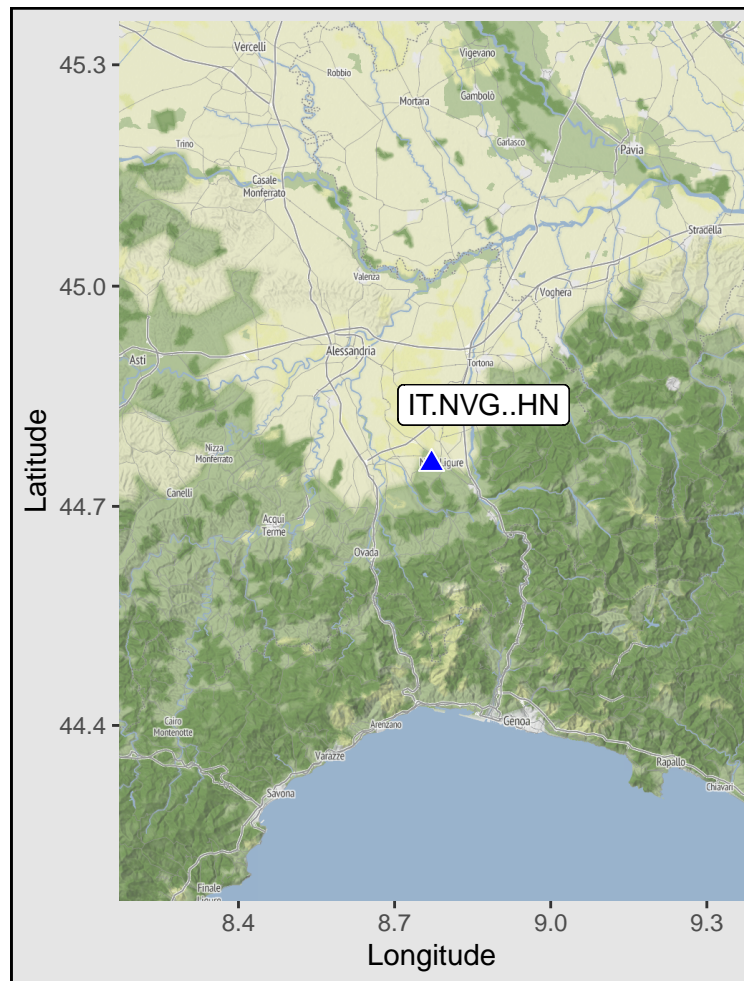 Vercelli
Vigevano
45.3
Robbio
Mortara
Gambolò
Garlasco
Pavia
Trino
Casale
Monferrato
Stradella
Valenza
45.0
Voghera
Alessandria
Asti
Tortona
IT.NVG..HN
Nizza
Monferrato
Ligure
Canelli
44.7
Acqui
Terme
Ovada
Latitude
Cairo
Montenotte
44.4
Arenzano
Genoa
Varazze
Rapallo
Chiavari
Savona
Finale
Ligure
8.4
8.7
9.0
9.3
Longitude